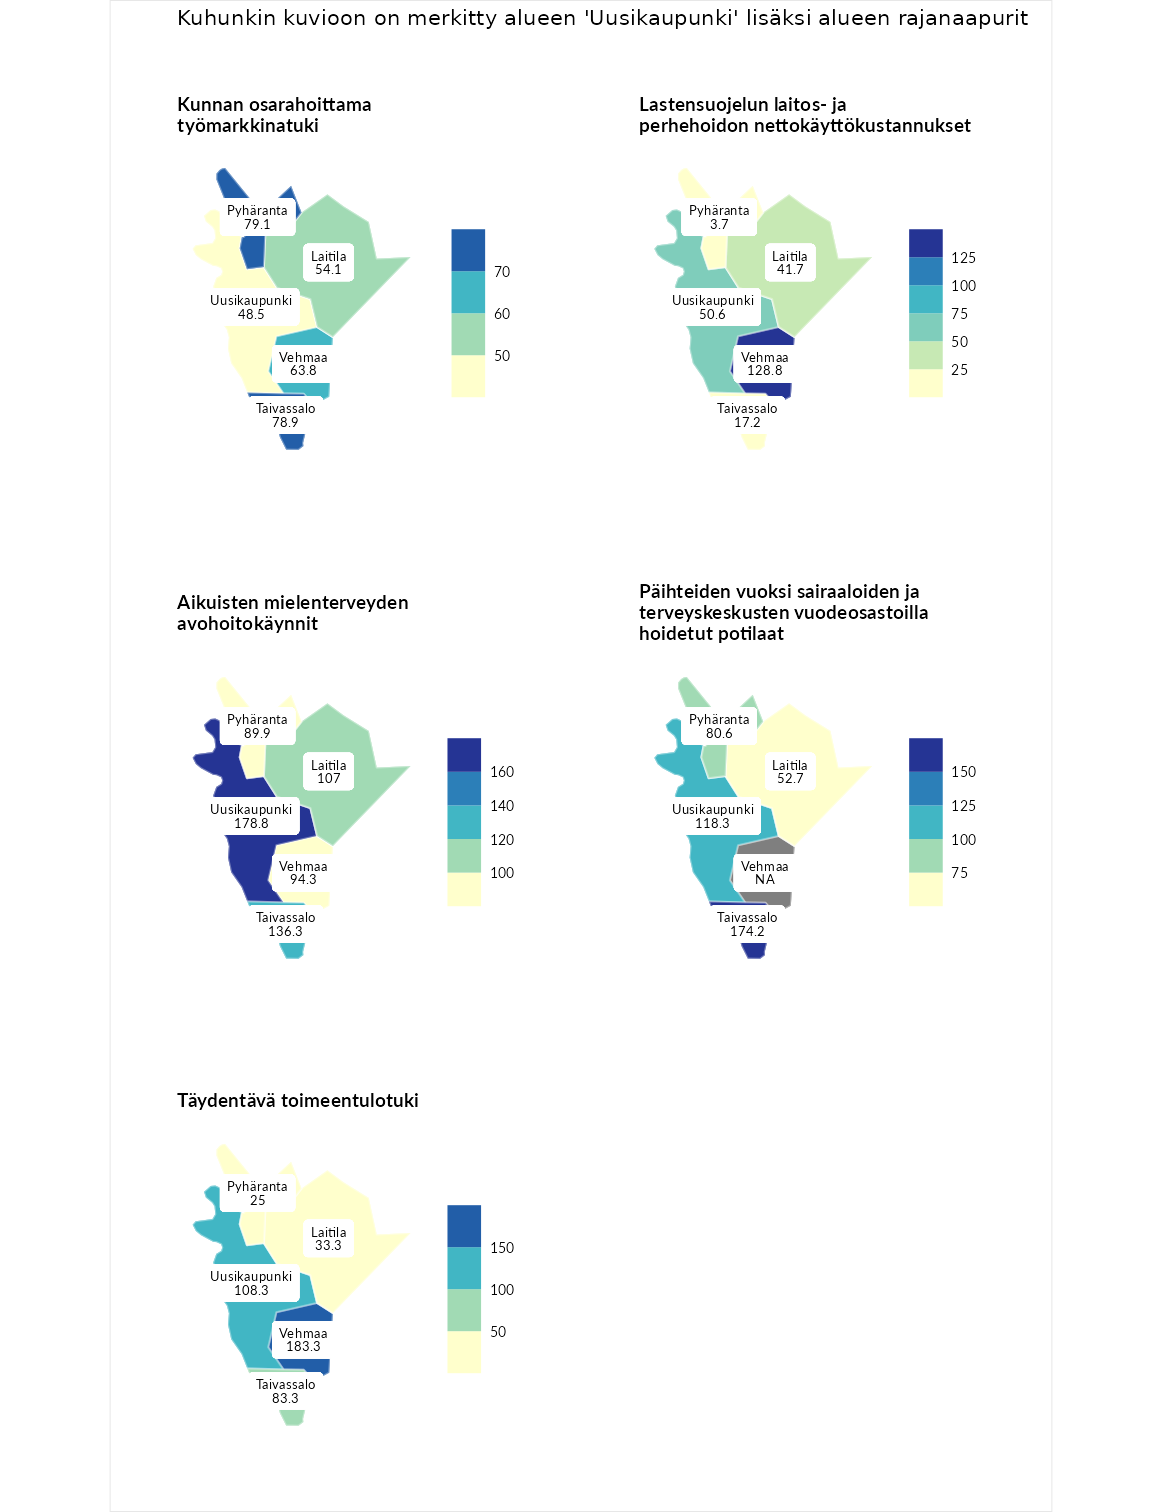 Kuhunkin kuvioon on merkitty alueen 'Uusikaupunki' lisäksi alueen rajanaapurit
Kunnan osarahoittama
työmarkkinatuki
Pyhäranta
79.1
Laitila
54.1
Uusikaupunki
48.5
Vehmaa
63.8
Taivassalo
78.9
70
60
50
Lastensuojelun laitos- ja
perhehoidon nettokäyttökustannukset
Pyhäranta
3.7
Laitila
41.7
Uusikaupunki
50.6
Vehmaa
128.8
Taivassalo
17.2
125
100
75
50
25
Aikuisten mielenterveyden
avohoitokäynnit
Pyhäranta
89.9
Laitila
107
Uusikaupunki
178.8
Vehmaa
94.3
Taivassalo
136.3
160
140
120
100
Päihteiden vuoksi sairaaloiden ja
terveyskeskusten vuodeosastoilla
hoidetut potilaat
Pyhäranta
80.6
Laitila
52.7
Uusikaupunki
118.3
Vehmaa
NA
Taivassalo
174.2
150
125
100
75
Täydentävä toimeentulotuki
Pyhäranta
25
Laitila
33.3
Uusikaupunki
108.3
Vehmaa
183.3
Taivassalo
83.3
150
100
50